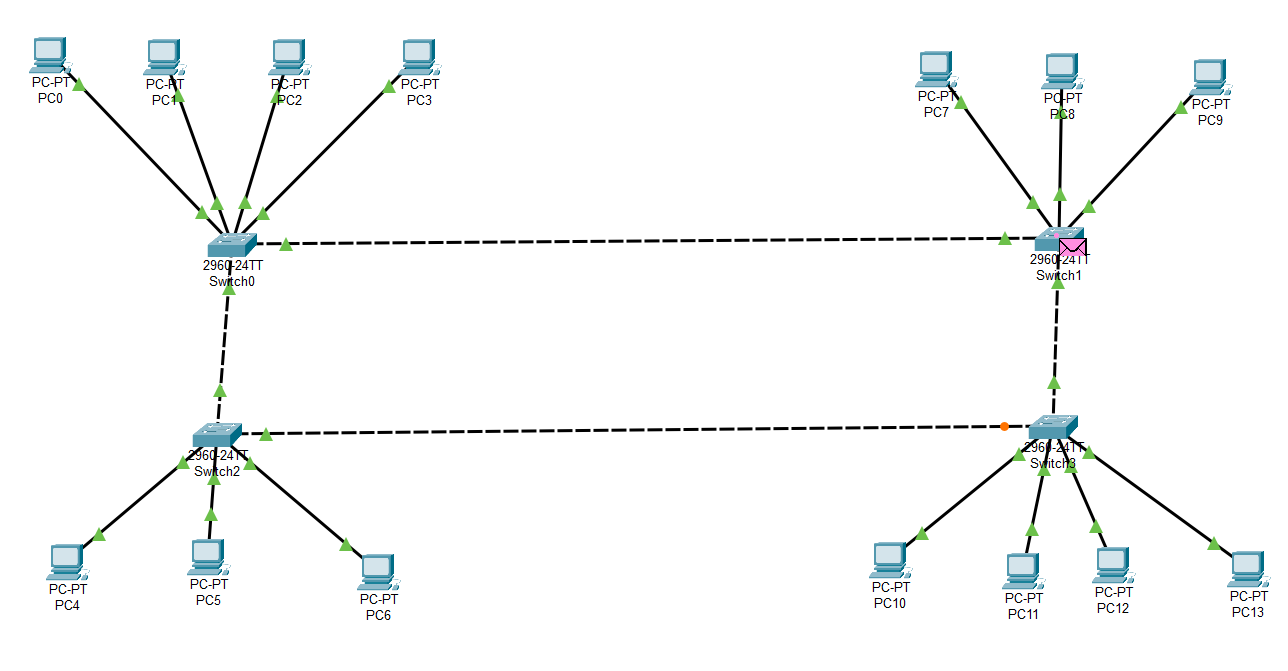 PC-PT
PC0
PC-PT
PC1
PC-PT
PC2
PC-PT
PC3
PC-PT
PC7
PC-PT
PC8
PC-PT
PC9
2960-24TT
Switch0
2960-24TT
Switch1
2960-24TT
Switch2
2960-24TT
Switch3
PC-PT
PC4
PC-PT
PC5
PC-PT
PC6
PC-PT
PC10
PC-PT
PC11
PC-PT
PC12
PC-PT
PC13